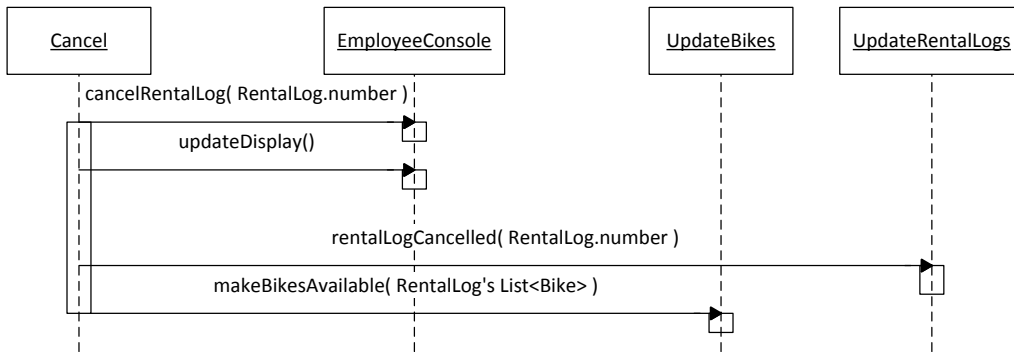 Cancel
EmployeeConsole
UpdateBikes
UpdateRentalLogs
cancelRentalLog( RentalLog.number )
updateDisplay()
rentalLogCancelled( RentalLog.number )
makeBikesAvailable( RentalLog's List<Bike> )